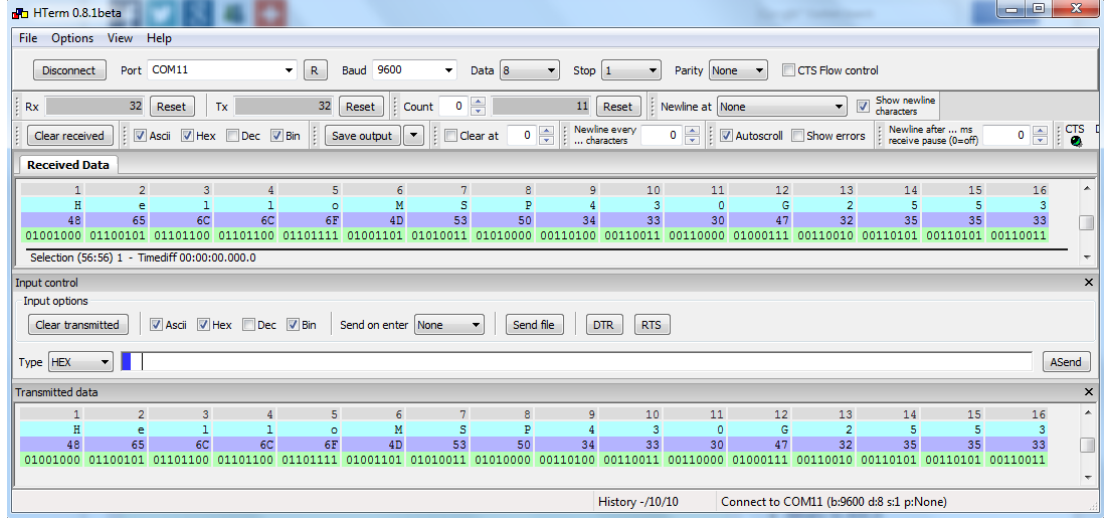 HTerm 0.8.1beta
File Options View Help
Disconnect Port COM11 R Baud 9600 Data 8 Stop 1 Parity None CTS Flow control
Rx 32 Reset Tx 32 Reset Count 0 11 Reset Newline at None Show newline
characters
Clear received Ascii Hex Dec Bin Save output Clear at 0 Newline every
... characters 0 Autoscroll Show errors Newline after ... ms
receive pause (0=off) 0 CTS
Received Data
1 2 3 4 5 6 7 8 9 10 11 12 13 14 15 16
H e l l o M S P 4 3 0 G 2 5 5 3
48 65 6C 6C 6F 4D 53 50 34 33 30 47 32 35 35 33
01001000 01100101 01101100 01101100 01101111 01001101 01010011 01010000 00110100 00110011 00110000 01000111 00110010 00110101 00110101 00110011
Selection (56:56) 1 - Timediff 00:00:00.000.0
Input control
Input options
Clear transmitted Ascii Hex Dec Bin Send on enter None Send file DTR RTS
Type HEX ASend
Transmitted data
1 2 3 4 5 6 7 8 9 10 11 12 13 14 15 16
H e l l o M S P 4 3 0 G 2 5 5 3
48 65 6C 6C 6F 4D 53 50 34 33 30 47 32 35 35 33
01001000 01100101 01101100 01101100 01101111 01001101 01010011 01010000 00110100 00110011 00110000 01000111 00110010 00110101 00110101 00110011
History -/10/10 Connect to COM11 (b:9600 d:8 s:1 p:None)